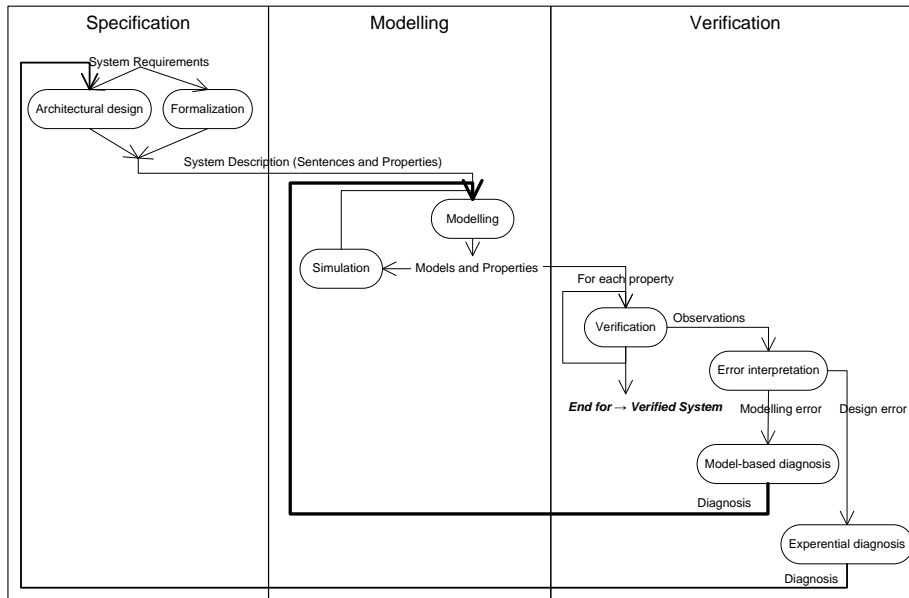 Specification
Modelling
Verification
System Requirements
Architectural design
Formalization
System Description (Sentences and Properties)
Modelling
Simulation
Models and Properties
For each property
Verification
Observations
Error interpretation
End for → Verified System
Modelling error
Design error
Model-based diagnosis
Diagnosis
Experential diagnosis
Diagnosis